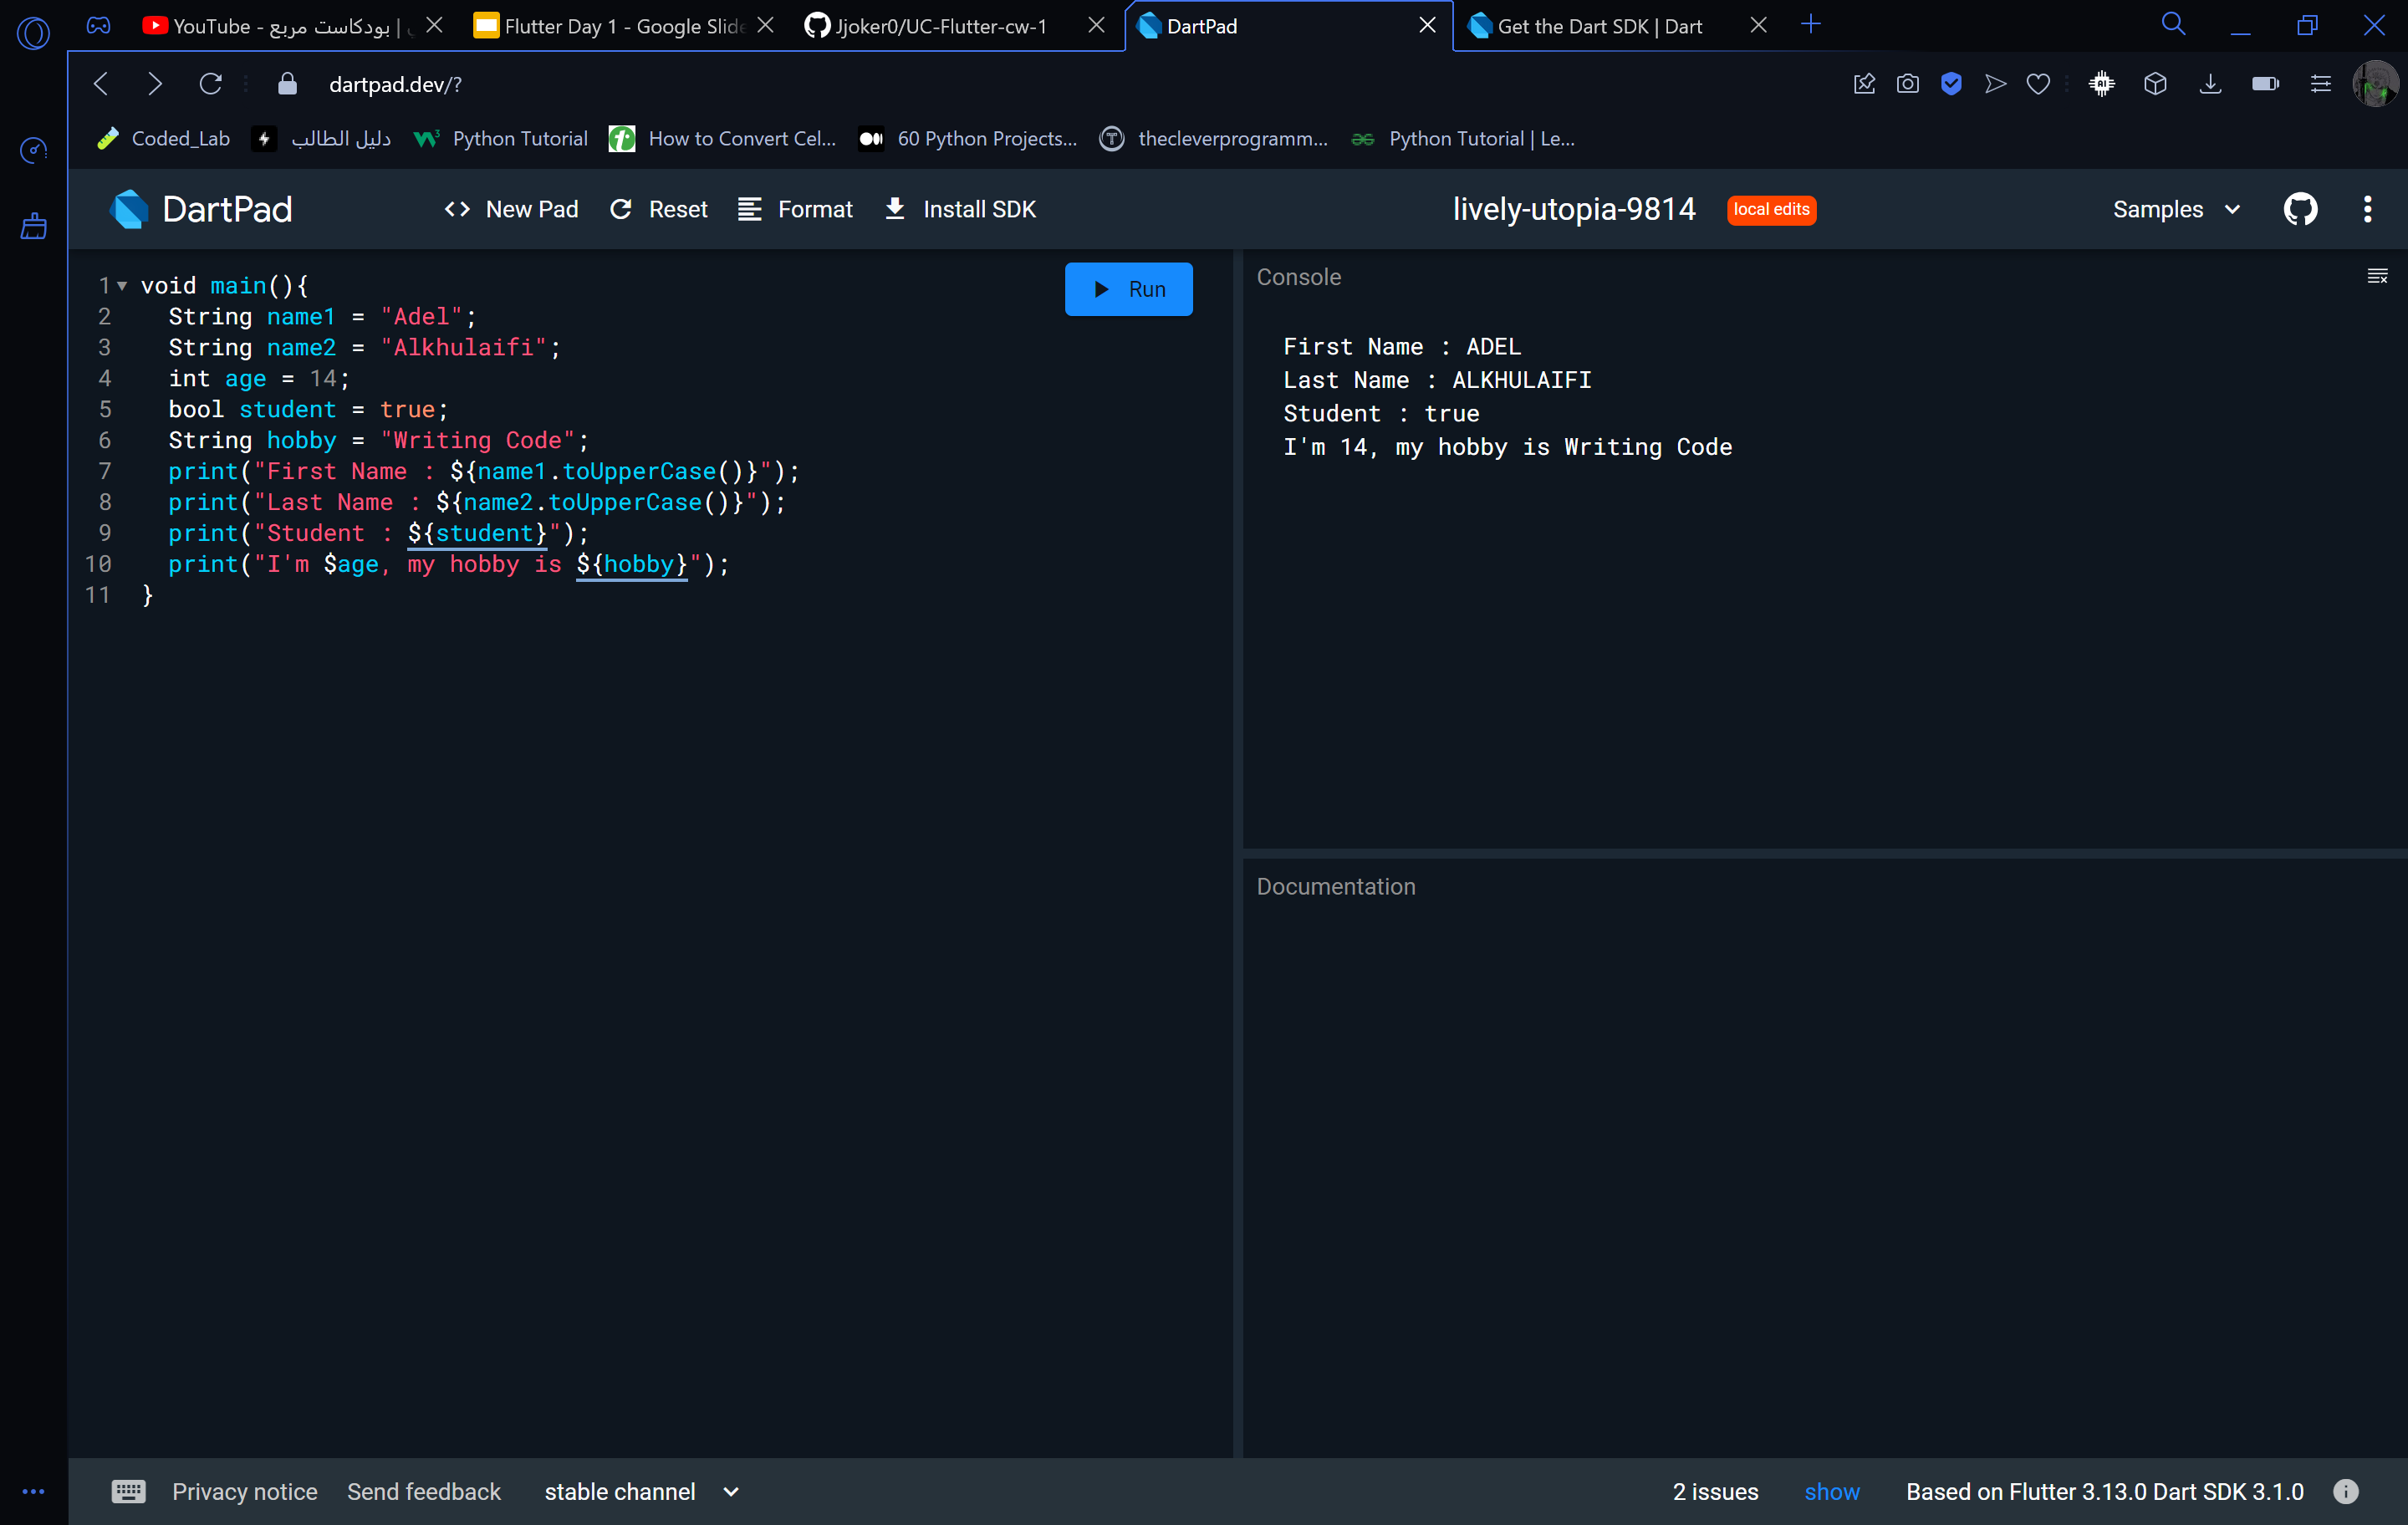 YouTube - بودكاست مربع |
Flutter Day 1 - Google Slide
Jjoker0/UC-Flutter-cw-1
DartPad
Get the Dart SDK | Dart
dartpad.dev/?
Coded_Lab
دليل الطالب
Python Tutorial
How to Convert Cel...
60 Python Projects...
thecleverprogramm...
Python Tutorial | Le...
DartPad
New Pad
Reset
Format
Install SDK
lively-utopia-9814
local edits
Samples
1 void main(){
2   String name1 = "Adel";
3   String name2 = "Alkhulaifi";
4   int age = 14;
5   bool student = true;
6   String hobby = "Writing Code";
7   print("First Name : ${name1.toUpperCase()}");
8   print("Last Name : ${name2.toUpperCase()}");
9   print("Student : ${student}");
10   print("I'm $age, my hobby is ${hobby}");
11 }
Run
Console
First Name : ADEL
Last Name : ALKHULAIFI
Student : true
I'm 14, my hobby is Writing Code
Documentation
Privacy notice
Send feedback
stable channel
2 issues
show
Based on Flutter 3.13.0 Dart SDK 3.1.0